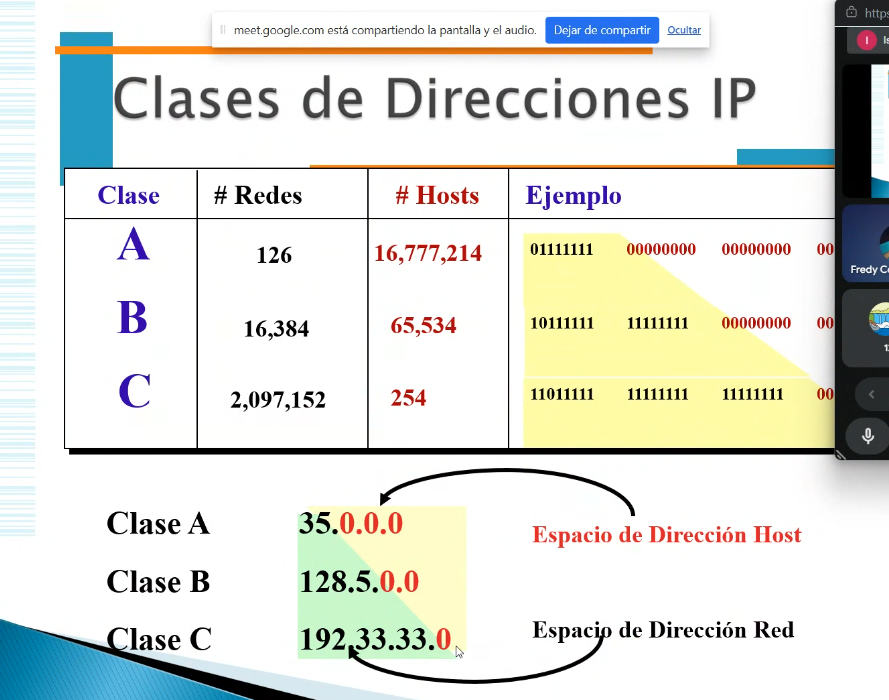 meet.google.com está compartiendo la pantalla y el audio. Dejar de compartir Ocultar
https
Clases de Direcciones IP
Clase # Redes # Hosts Ejemplo
A 126 16,777,214 01111111 00000000 00000000 00
B 16,384 65,534 10111111 11111111 00000000 00
C 2,097,152 254 11011111 11111111 11111111 00
Fredy C
Clase A 35.0.0.0
Espacio de Dirección Host
Clase B 128.5.0.0
Clase C 192.33.33.0
Espacio de Dirección Red